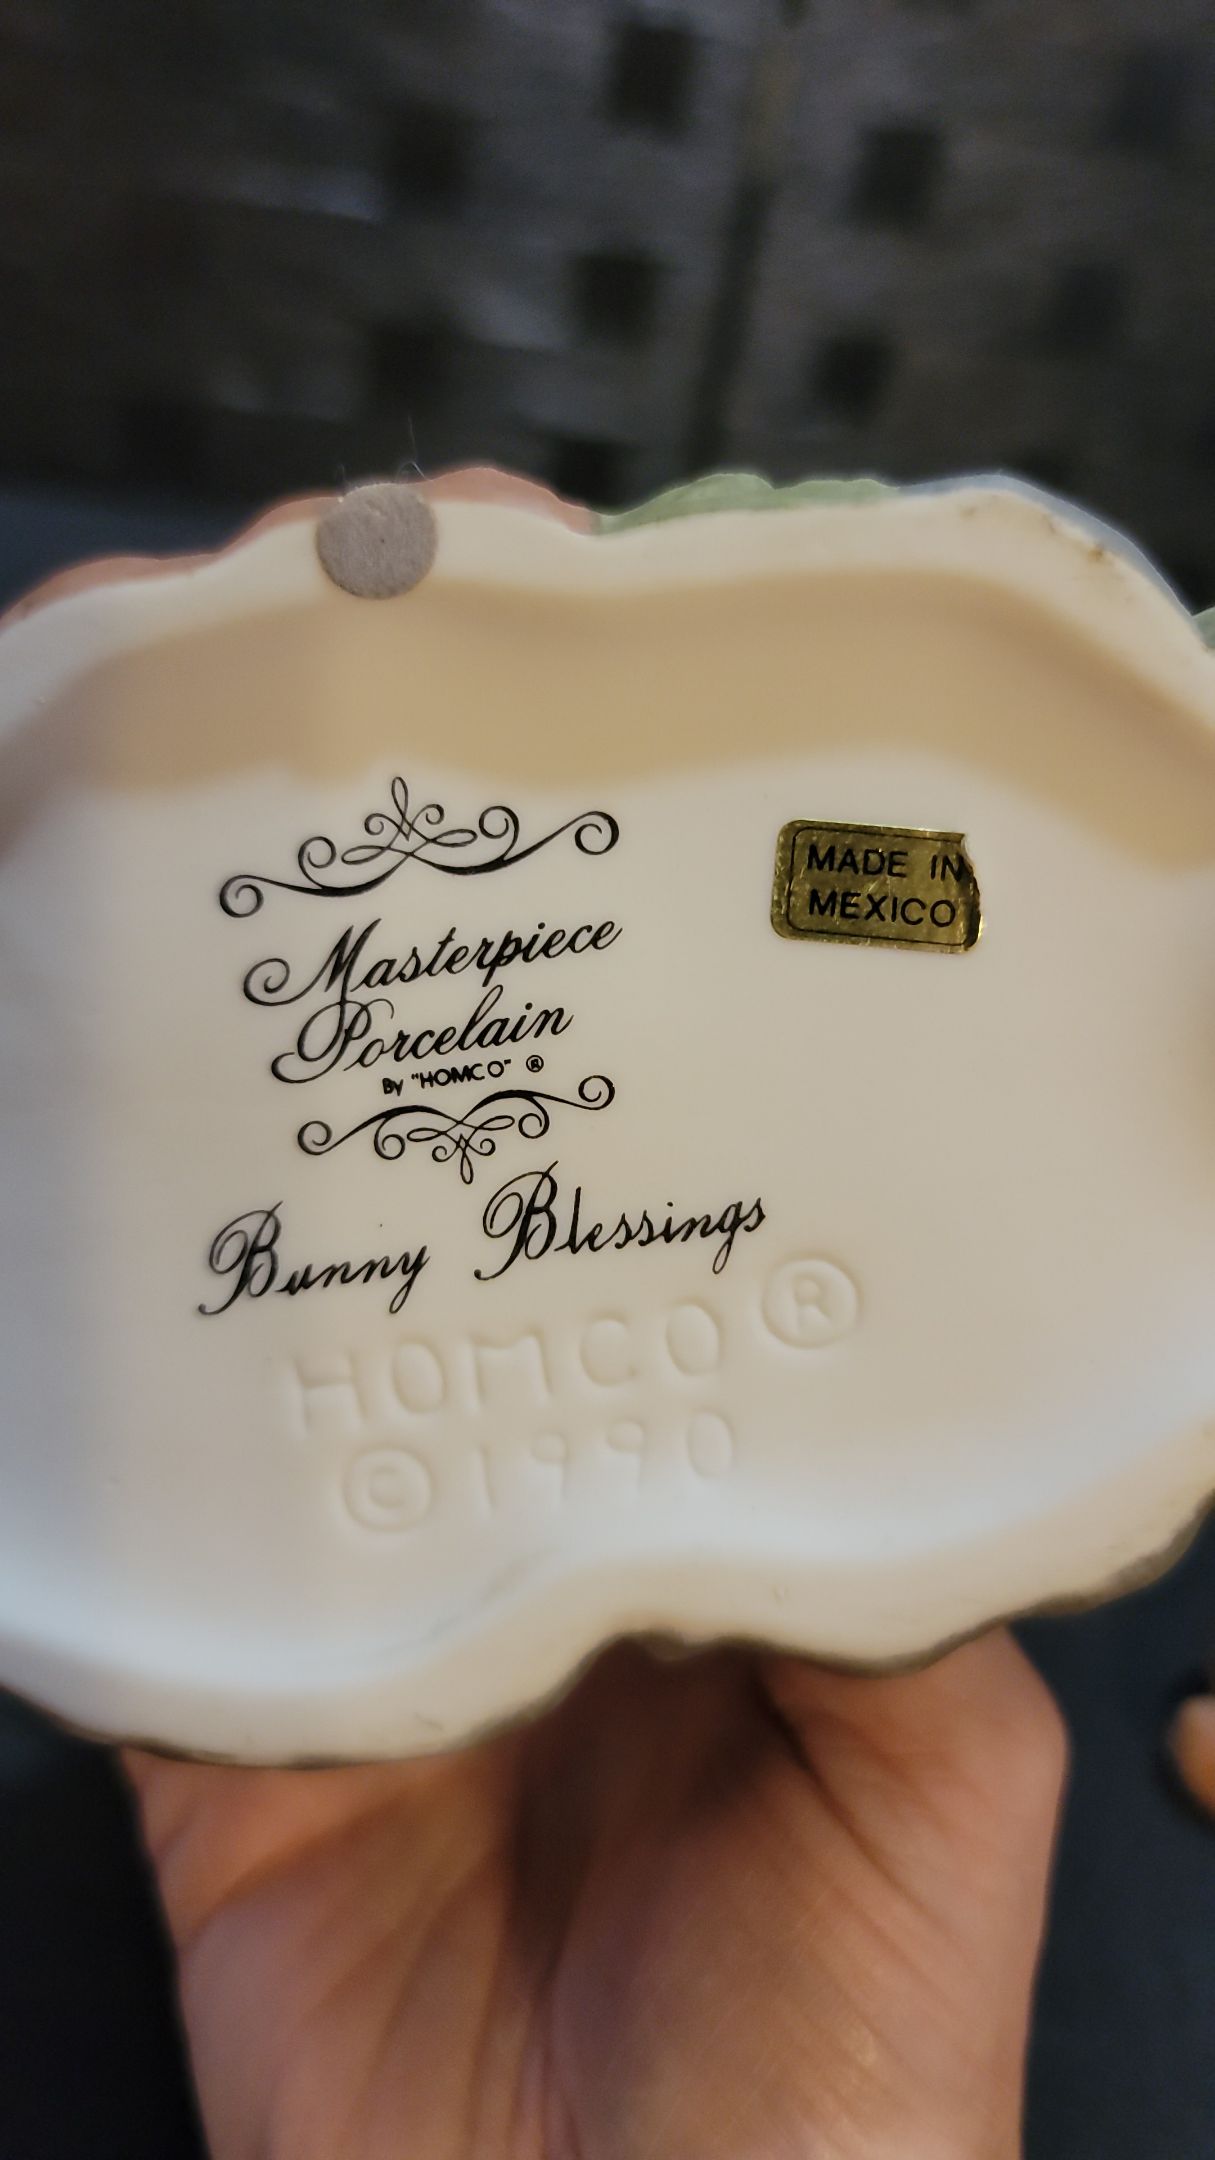 Masterpiece
Porcelain
By "HOMCO" ®
Bunny Blessings
HOMCO ®
© 1990
MADE IN
MEXICO